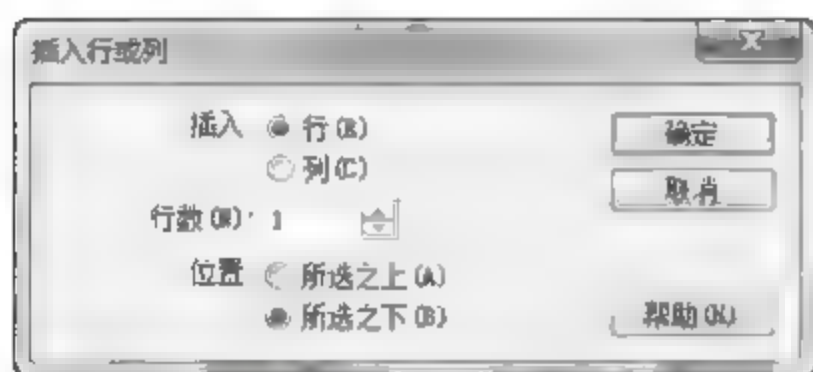 插入行或列
插入 行(R) 确定
列(C)
取消
行数(N): 1
位置 所选之上(A)
所选之下(B) 帮助(H)